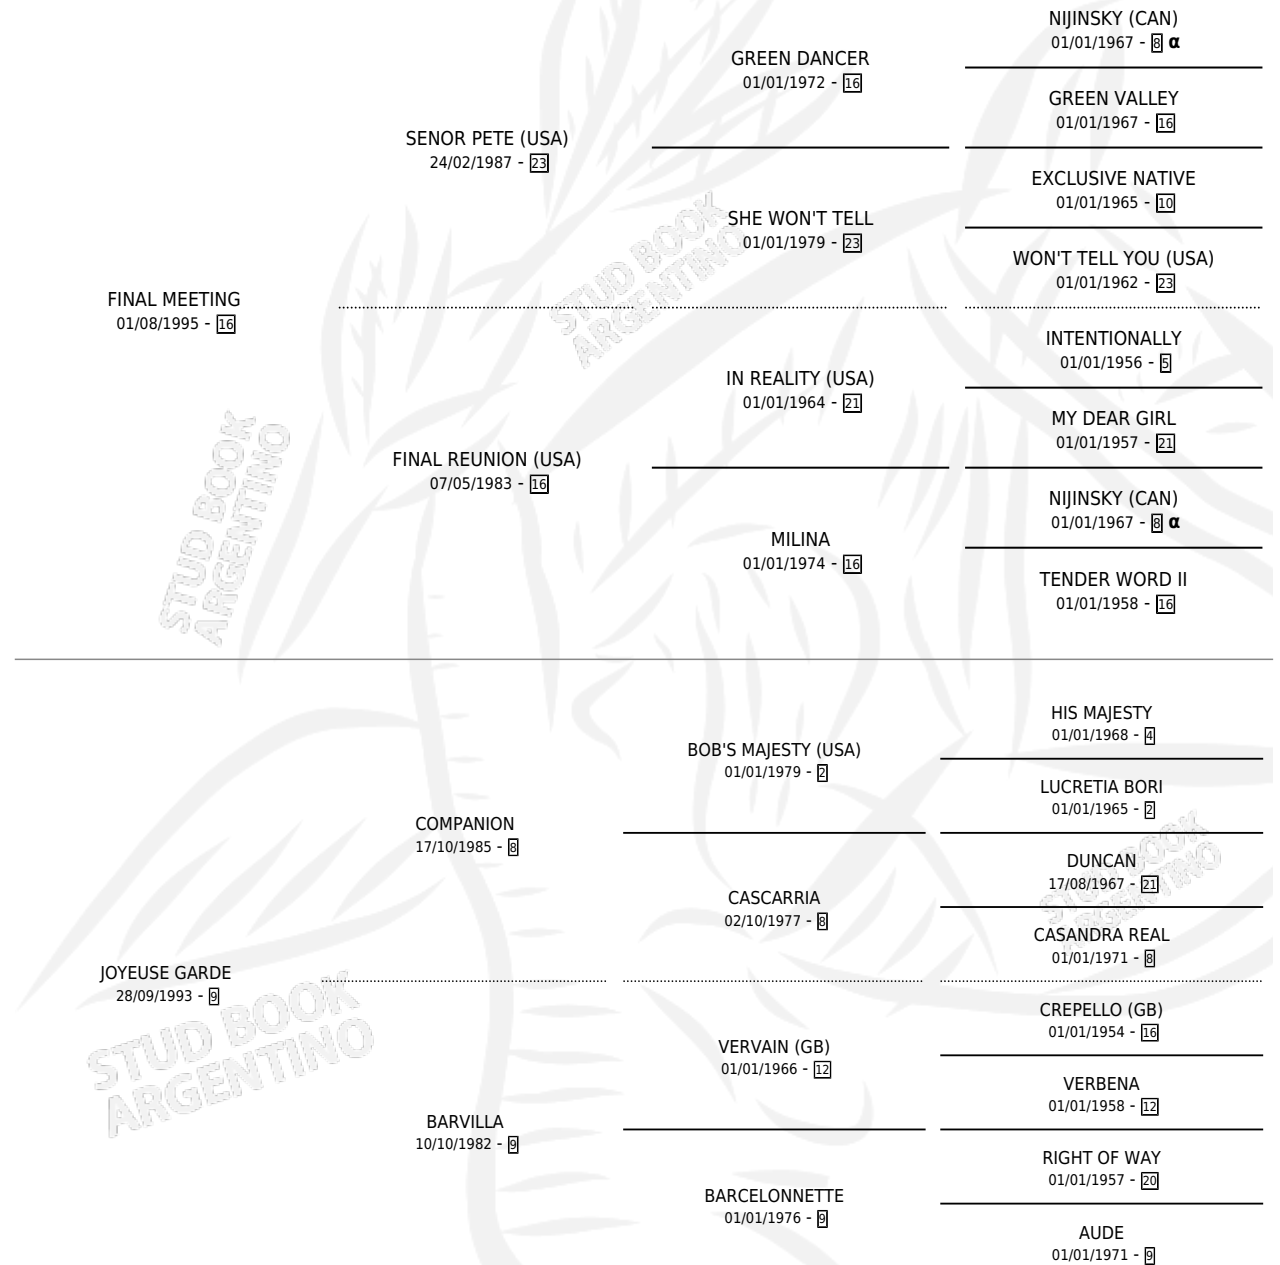 NIJINSKY (CAN)
01/01/1967 - 8 α
GREEN DANCER
01/01/1972 - 16
GREEN VALLEY
01/01/1967 - 16
SENOR PETE (USA)
24/02/1987 - 23
EXCLUSIVE NATIVE
01/01/1965 - 10
SHE WON'T TELL
01/01/1979 - 23
WON'T TELL YOU (USA)
01/01/1962 - 23
FINAL MEETING
01/08/1995 - 16
INTENTIONALLY
01/01/1956 - 5
IN REALITY (USA)
01/01/1964 - 21
MY DEAR GIRL
01/01/1957 - 21
FINAL REUNION (USA)
07/05/1983 - 16
NIJINSKY (CAN)
01/01/1967 - 8 α
MILINA
01/01/1974 - 16
TENDER WORD II
01/01/1958 - 16
HIS MAJESTY
01/01/1968 - 4
BOB'S MAJESTY (USA)
01/01/1979 - 2
LUCRETIA BORI
01/01/1965 - 2
COMPANION
17/10/1985 - 8
DUNCAN
17/08/1967 - 21
CASCARRIA
02/10/1977 - 8
CASANDRA REAL
01/01/1971 - 8
JOYEUSE GARDE
28/09/1993 - 9
CREPELLO (GB)
01/01/1954 - 16
VERVAIN (GB)
01/01/1966 - 12
VERBENA
01/01/1958 - 12
BARVILLA
10/10/1982 - 9
RIGHT OF WAY
01/01/1957 - 20
BARCELONNETTE
01/01/1976 - 9
AUDE
01/01/1971 - 9
STUD BOOK
ARGENTINO
STUD BOOK
ARGENTINO
STUD BOOK
ARGENTINO
STUD BOOK
ARGENTINO